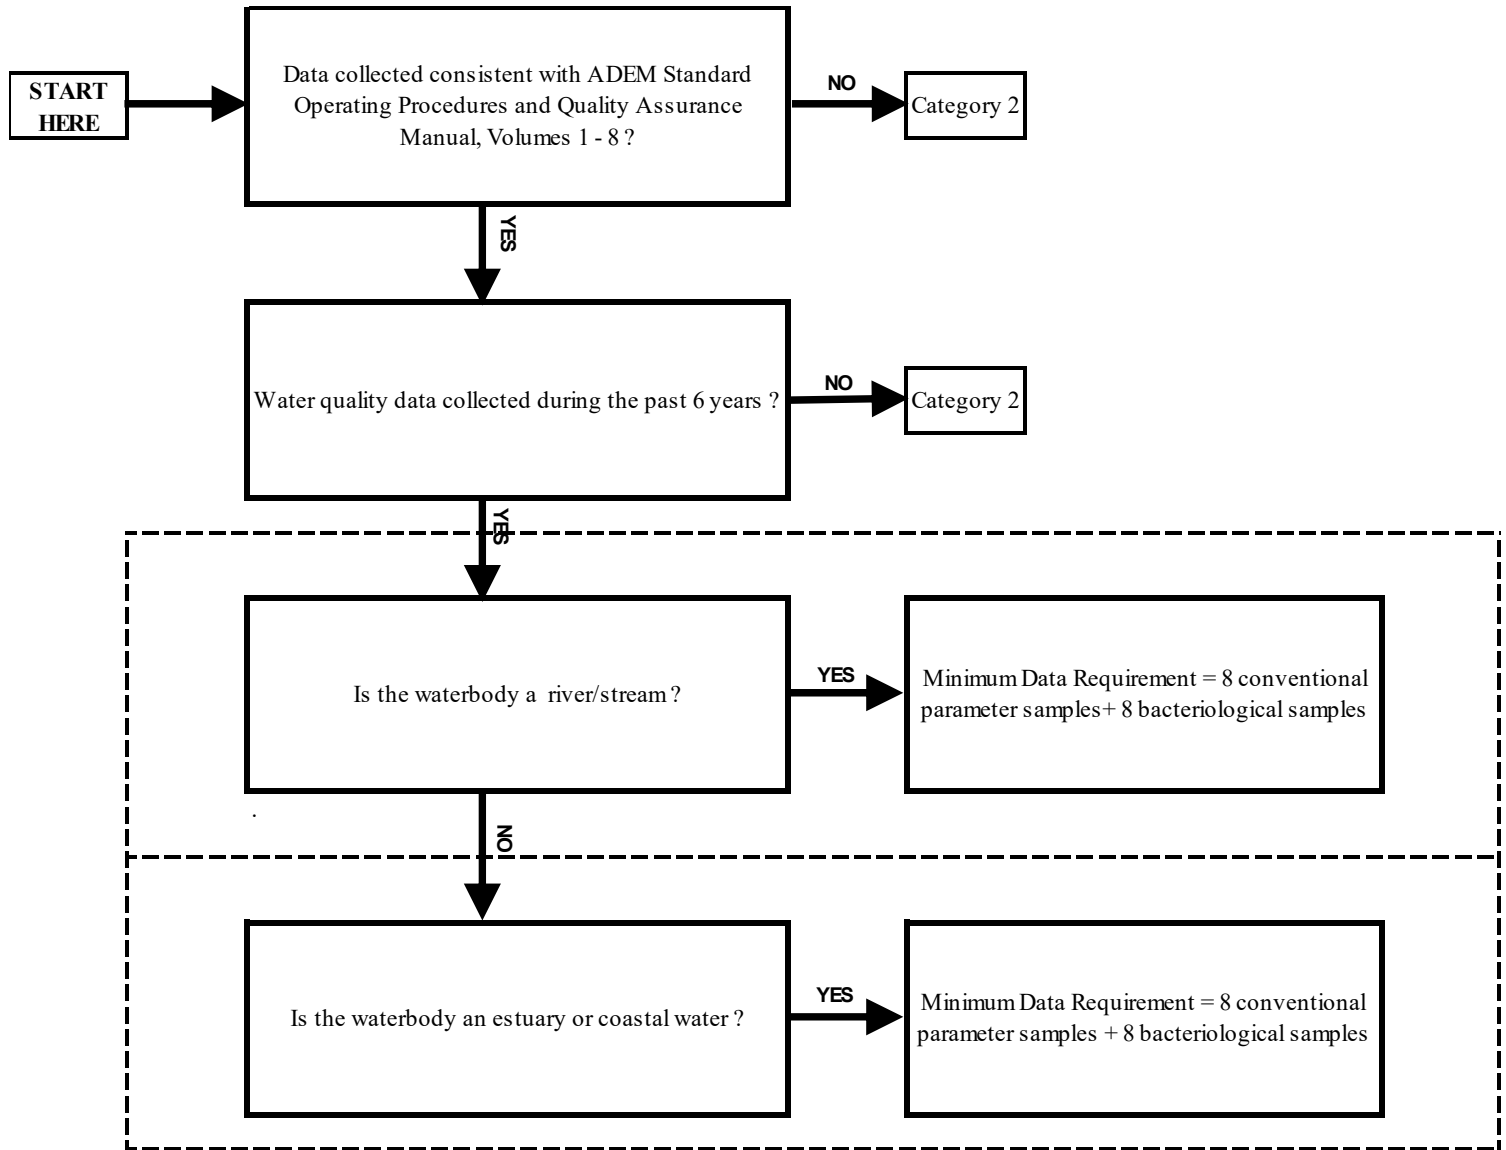 START
HERE
Data collected consistent with ADEM Standard
Operating Procedures and Quality Assurance
Manual, Volumes 1 - 8 ?
NO
Category 2
YES
Water quality data collected during the past 6 years ?
NO
Category 2
YES
Is the waterbody a river/stream ?
YES
Minimum Data Requirement = 8 conventional
parameter samples+ 8 bacteriological samples
.
NO
Is the waterbody an estuary or coastal water ?
YES
Minimum Data Requirement = 8 conventional
parameter samples + 8 bacteriological samples